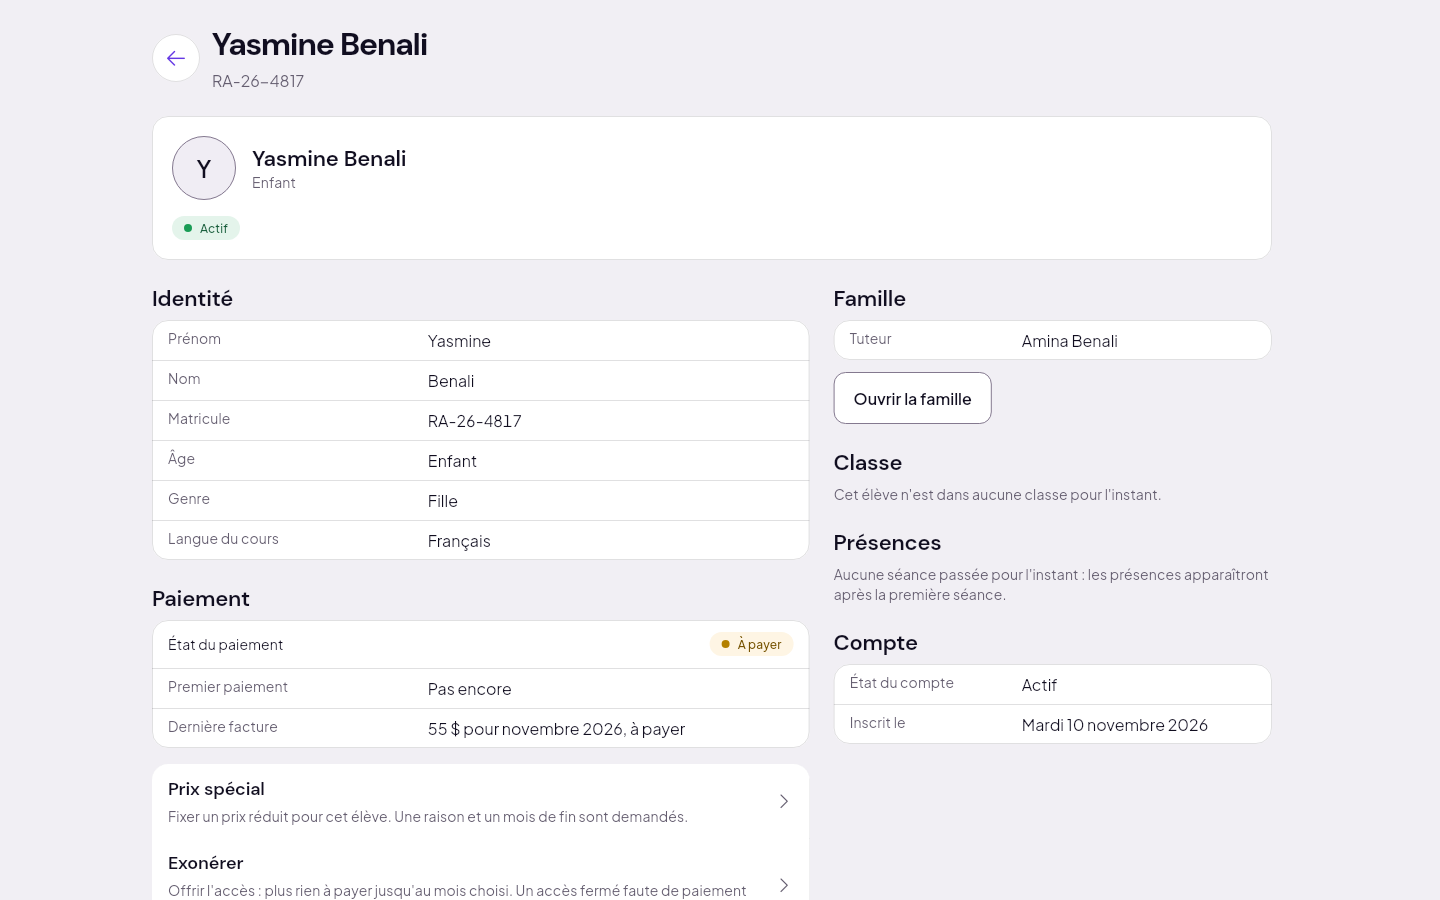 Yasmine Benali
RA-26-4817
Y
Yasmine Benali
Enfant
Actif
Identité
Prénom Yasmine
Nom Benali
Matricule RA-26-4817
Âge Enfant
Genre Fille
Langue du cours Français
Paiement
État du paiement À payer
Premier paiement Pas encore
Dernière facture 55 $ pour novembre 2026, à payer
Prix spécial
Fixer un prix réduit pour cet élève. Une raison et un mois de fin sont demandés.
Exonérer
Offrir l'accès : plus rien à payer jusqu'au mois choisi. Un accès fermé faute de paiement
Famille
Tuteur Amina Benali
Ouvrir la famille
Classe
Cet élève n'est dans aucune classe pour l'instant.
Présences
Aucune séance passée pour l'instant : les présences apparaîtront
après la première séance.
Compte
État du compte Actif
Inscrit le Mardi 10 novembre 2026